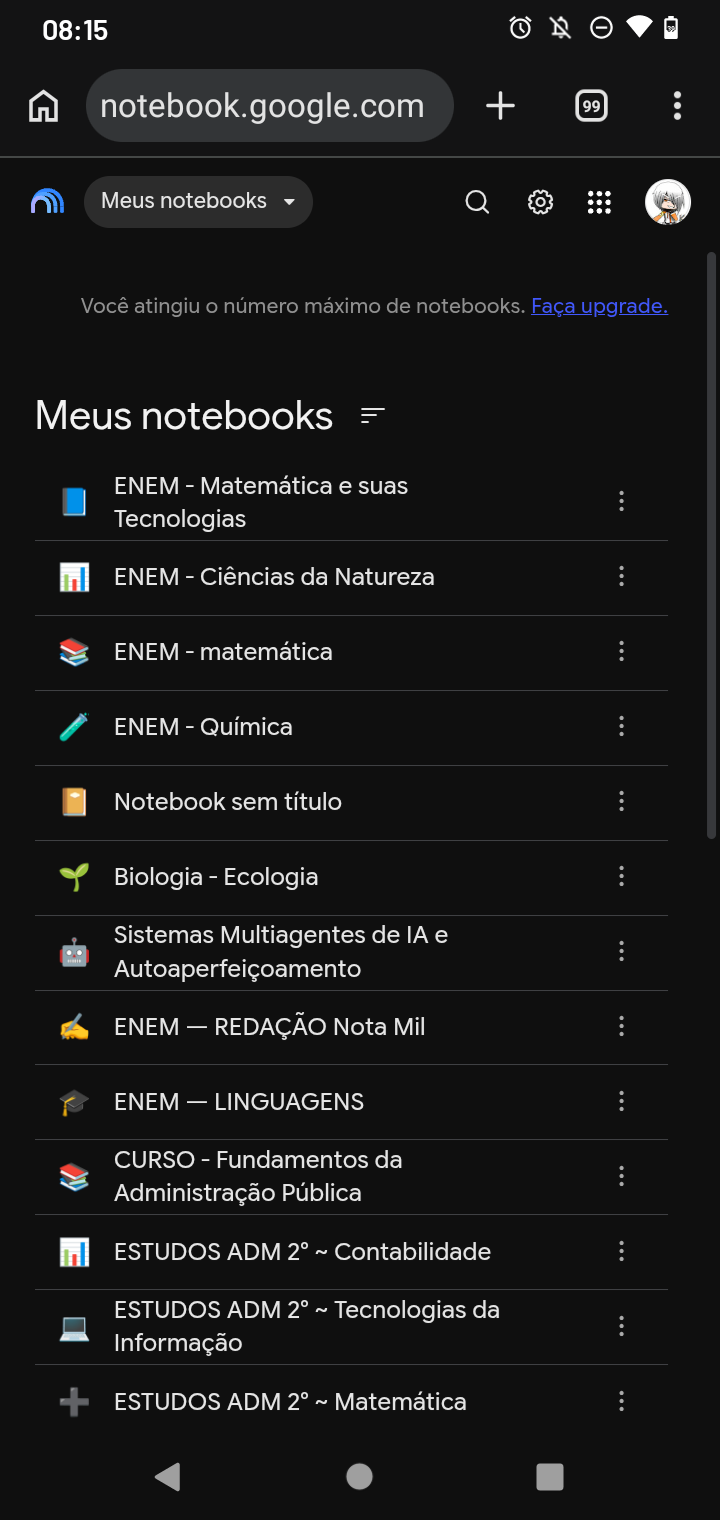 08:15
notebook.google.com
99
Meus notebooks
Você atingiu o número máximo de notebooks. Faça upgrade.
Meus notebooks
ENEM - Matemática e suas
Tecnologias
ENEM - Ciências da Natureza
ENEM - matemática
ENEM - Química
Notebook sem título
Biologia - Ecologia
Sistemas Multiagentes de IA e
Autoaperfeiçoamento
ENEM — REDAÇÃO Nota Mil
ENEM — LINGUAGENS
CURSO - Fundamentos da
Administração Pública
ESTUDOS ADM 2° ~ Contabilidade
ESTUDOS ADM 2° ~ Tecnologias da
Informação
ESTUDOS ADM 2° ~ Matemática